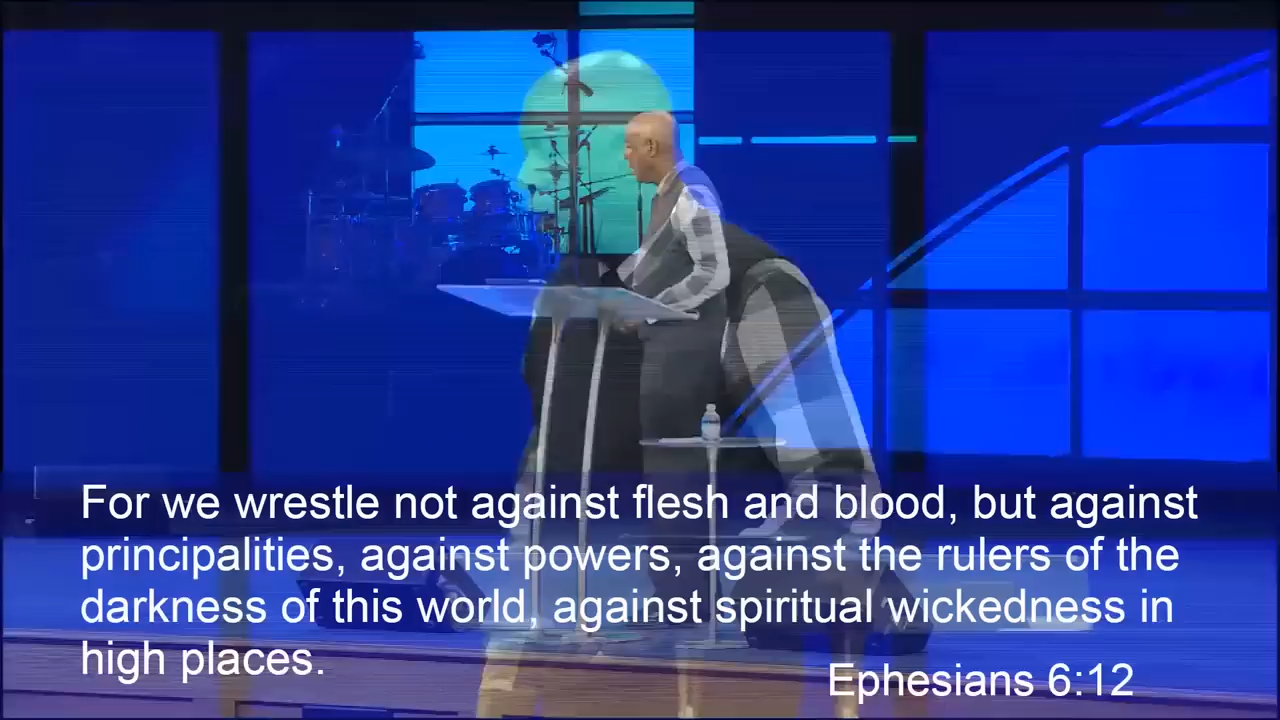 For we wrestle not against flesh and blood, but against
principalities, against powers, against the rulers of the
darkness of this world, against spiritual wickedness in
high places.
Ephesians 6:12